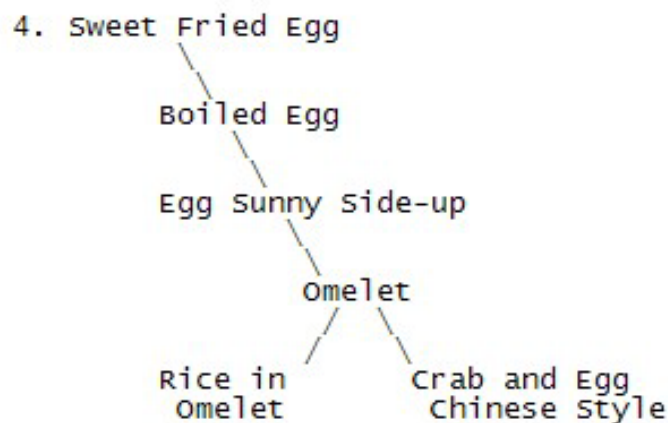 4. Sweet Fried Egg
Boiled Egg
Egg Sunny Side-up
Omelet
Rice in Crab and Egg
Omelet Chinese Style